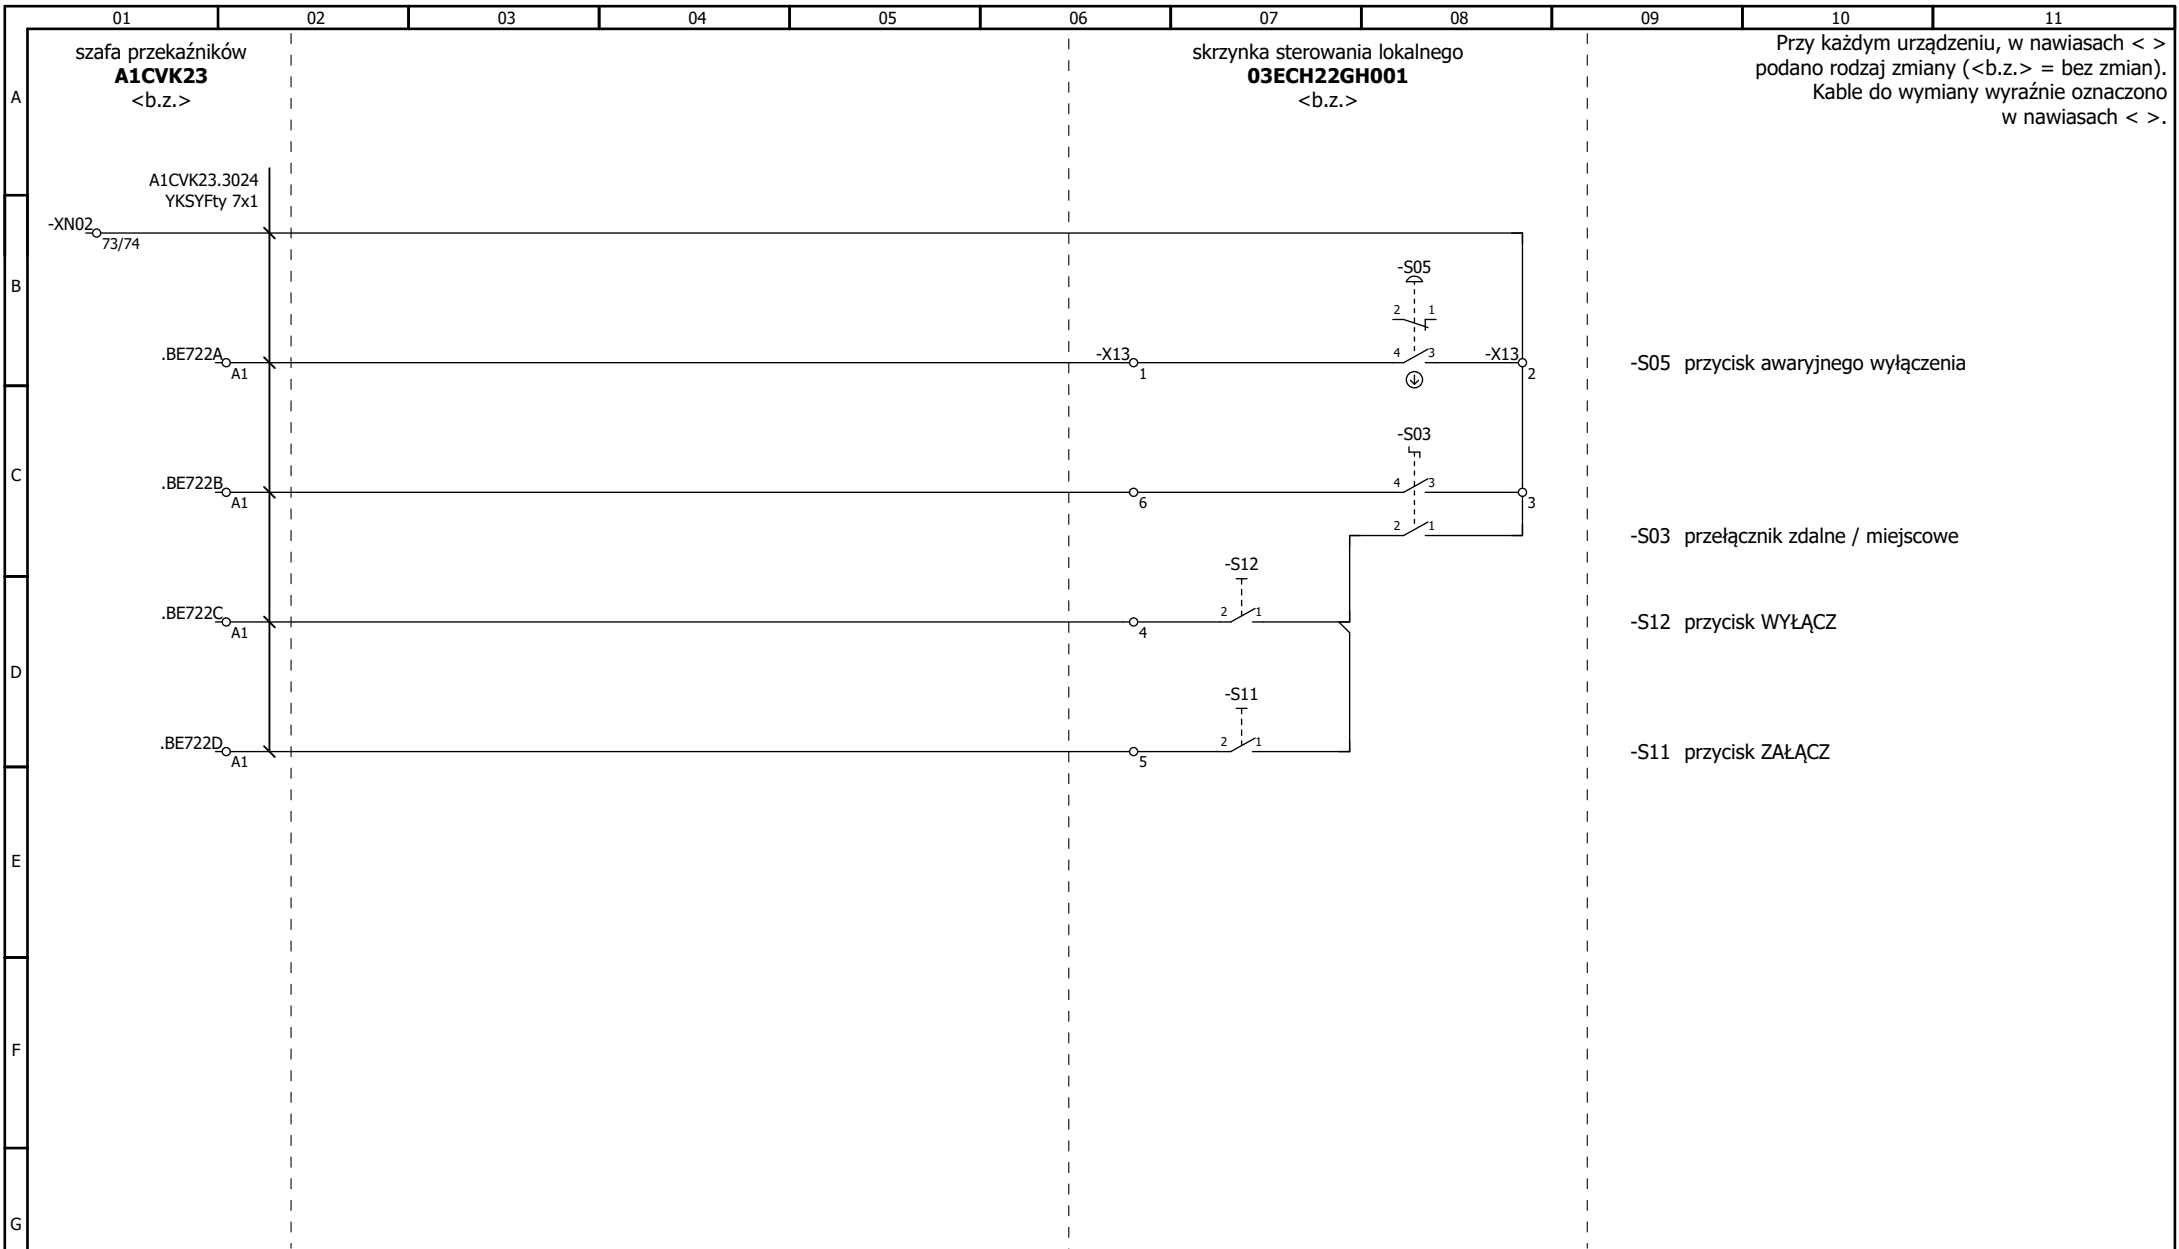 01 02 03 04 05 06 07 08 09 10 11
szafa przekaźników
A1CVK23
<b.z.>
skrzynka sterowania lokalnego
03ECH22GH001
<b.z.>
Przy każdym urządzeniu, w nawiasach < >
podano rodzaj zmiany (<b.z.> = bez zmian).
Kable do wymiany wyraźnie oznaczono
w nawiasach < >.
A
A1CVK23.3024
YKSYFty 7x1
-XN02
73/74
B
-S05
2 1
.BE722A
A1
-X13
1
4 3
-X13
2
-S05 przycisk awaryjnego wyłączenia
C
-S03
.BE722B
A1
6
4 3
3
2 1
-S03 przełącznik zdalne / miejscowe
-S12
.BE722C
A1
4
2 1
-S12 przycisk WYŁĄCZ
D
-S11
.BE722D
A1
5
2 1
-S11 przycisk ZAŁĄCZ
E
F
G